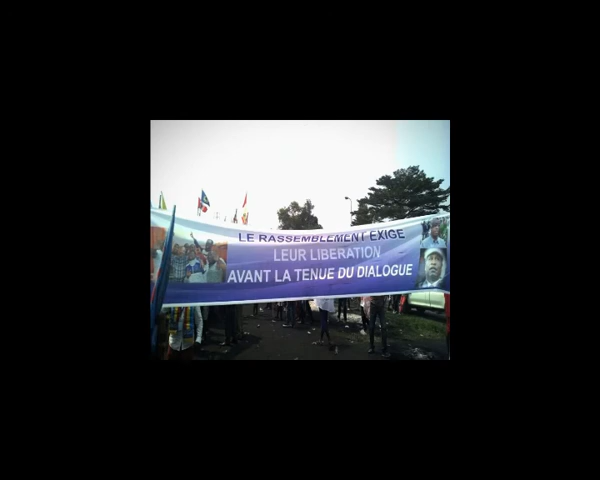 LE RASSEMBLEMENT EXIGE
LEUR LIBERATION
AVANT LA TENUE DU DIALOGUE